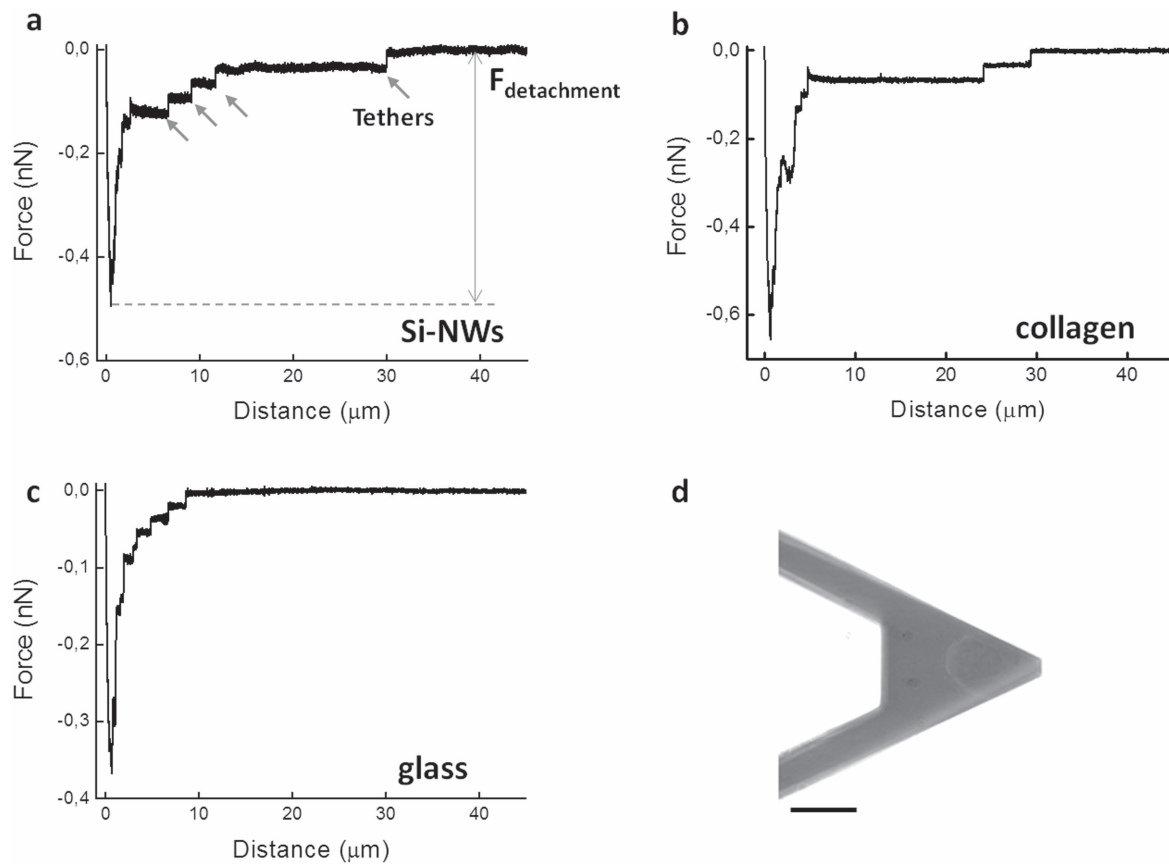 a
0,0
-0,2
-0,4
-0,6
Force (nN)
F detachment
Tethers
Si-NWs
0 10 20 30 40
Distance (μm)
b
0,0
-0,2
-0,4
-0,6
Force (nN)
collagen
0 10 20 30 40
Distance (μm)
c
0,0
-0,1
-0,2
-0,3
-0,4
Force (nN)
glass
0 10 20 30 40
Distance (μm)
d